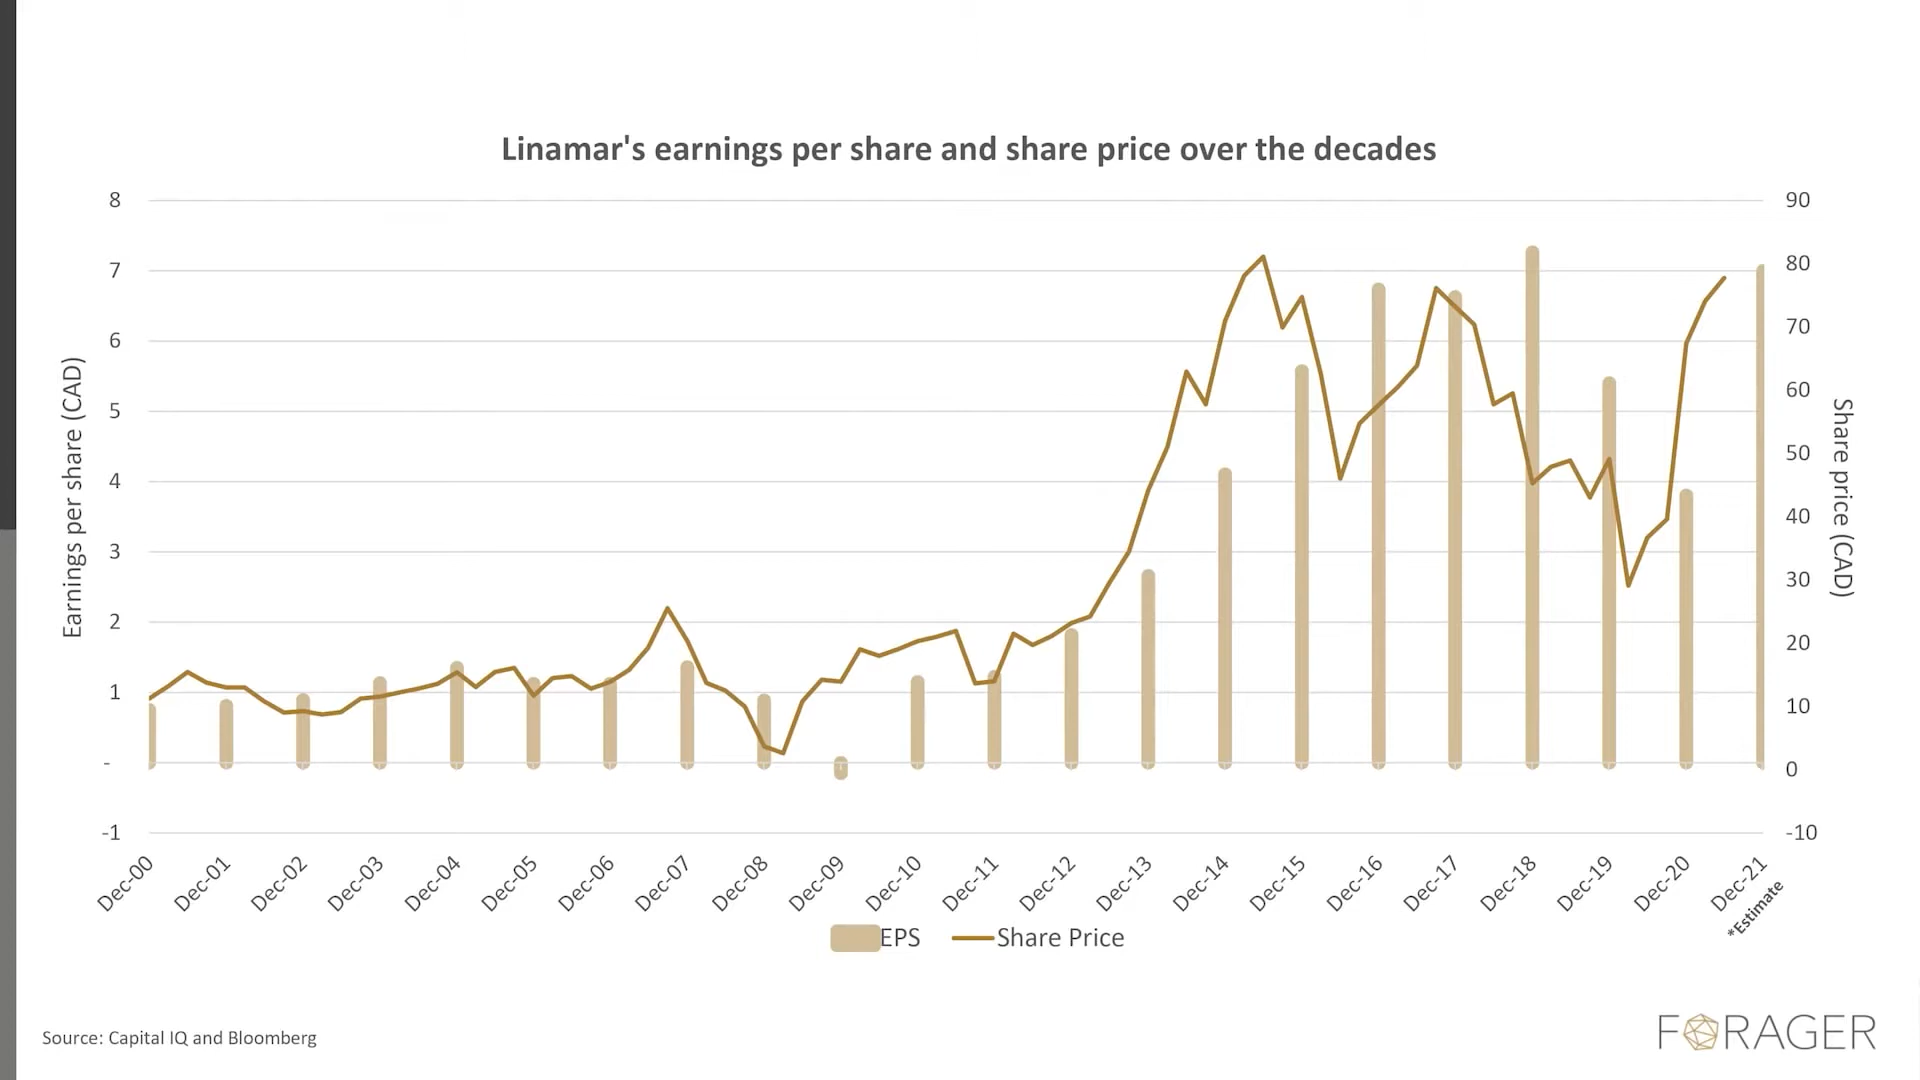 Linamar's earnings per share and share price over the decades
8
7
6
5
4
3
2
1
-
-1
Earnings per share (CAD)
90
80
70
60
50
40
30
20
10
0
-10
Share price (CAD)
Dec-00
Dec-01
Dec-02
Dec-03
Dec-04
Dec-05
Dec-06
Dec-07
Dec-08
Dec-09
Dec-10
Dec-11
Dec-12
Dec-13
Dec-14
Dec-15
Dec-16
Dec-17
Dec-18
Dec-19
Dec-20
Dec-21
*Estimate
EPS
Share Price
Source: Capital IQ and Bloomberg
FORAGER